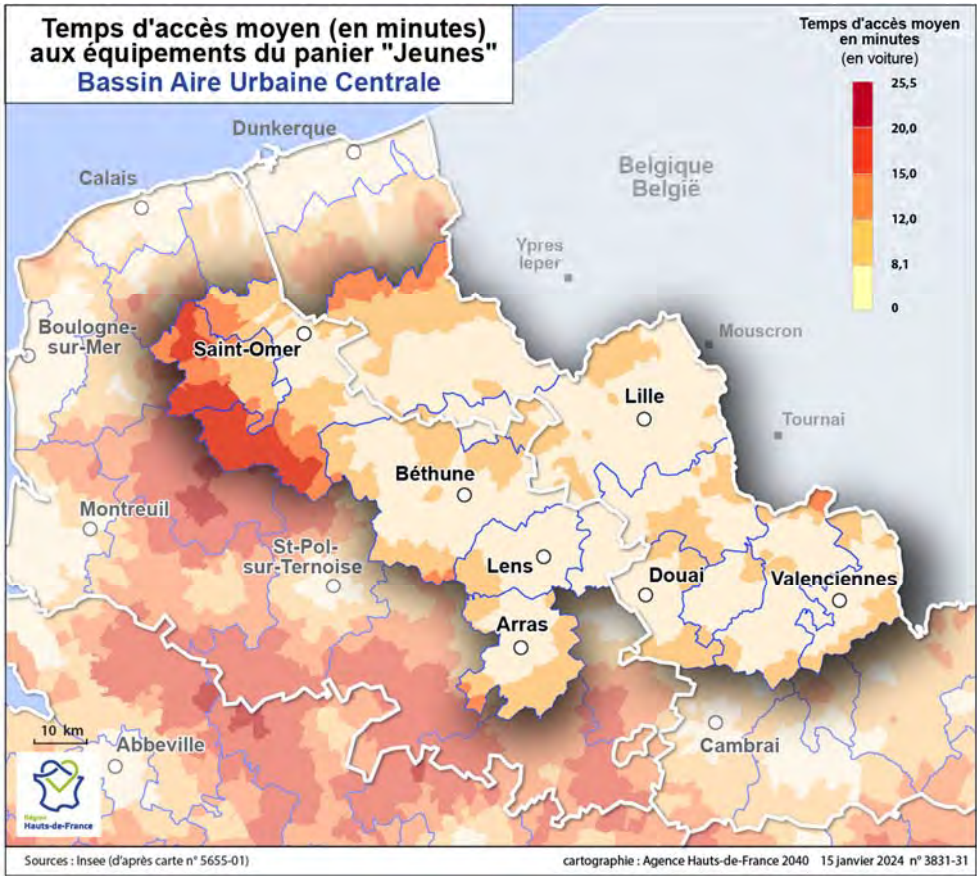 Temps d'accès moyen (en minutes)
aux équipements du panier "Jeunes"
Bassin Aire Urbaine Centrale
Temps d'accès moyen
en minutes
(en voiture)
25,5
20,0
15,0
12,0
8,1
0
Dunkerque
Calais
Belgique
België
Ypres
Ieper
Boulogne-
sur-Mer
Saint-Omer
Mouscron
Lille
Tournai
Béthune
Montreuil
St-Pol-
sur-Ternoise
Lens
Douai
Valenciennes
Arras
10 km
Abbeville
Cambrai
Région
Hauts-de-France
Sources : Insee (d'après carte n° 5655-01)
cartographie : Agence Hauts-de-France 2040 15 janvier 2024 n° 3831-31